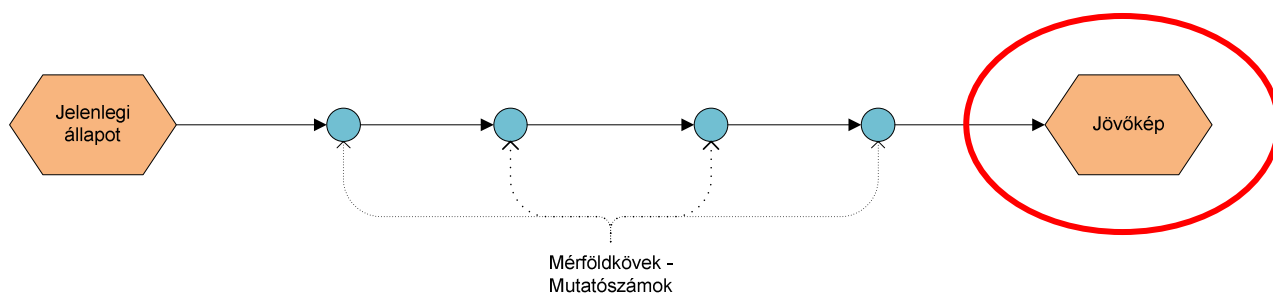 Jelenlegi
állapot
Jövőkép
Mérföldkövek -
Mutatószámok